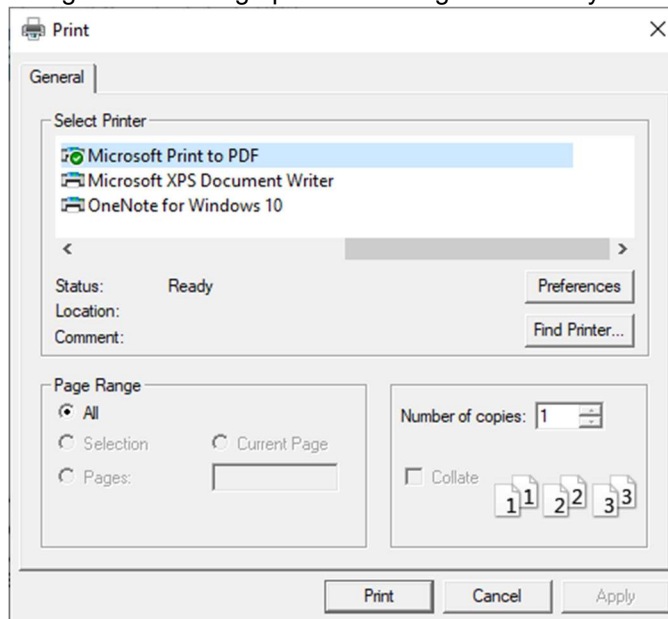 Print
General
Select Printer
Microsoft Print to PDF
Microsoft XPS Document Writer
OneNote for Windows 10
Status: Ready
Preferences
Location:
Comment:
Find Printer...
Page Range
All
Selection
Current Page
Pages:
Number of copies: 1
Collate
1 1 2 2 3 3
Print
Cancel
Apply